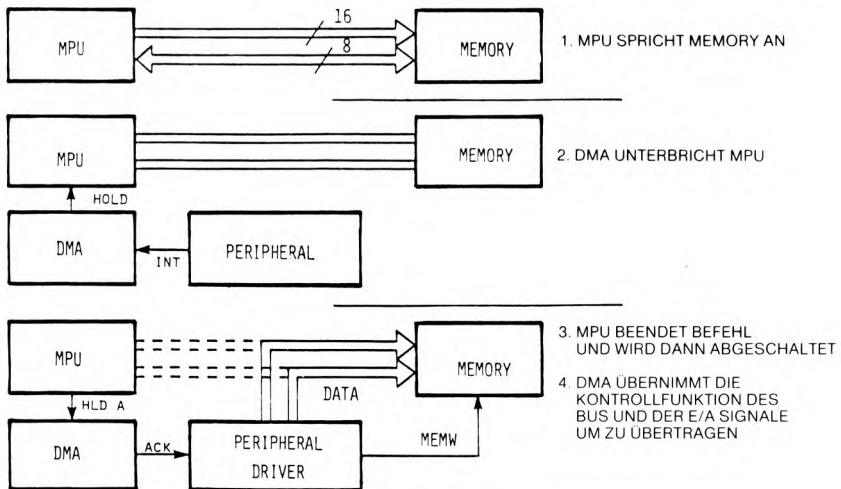 16
MPU
8
MEMORY
1. MPU SPRICHT MEMORY AN
MPU
MEMORY
2. DMA UNTERBRICHT MPU
HOLD
DMA
INT
PERIPHERAL
MPU
MEMORY
3. MPU BEENDET BEFEHL
UND WIRD DANN ABGESCHALTET
HLD A
DATA
4. DMA ÜBERNIMMT DIE
KONTROLLFUNKTION DES
BUS UND DER E/A SIGNALE
UM ZU ÜBERTRAGEN
DMA
ACK
PERIPHERAL
DRIVER
MEMW